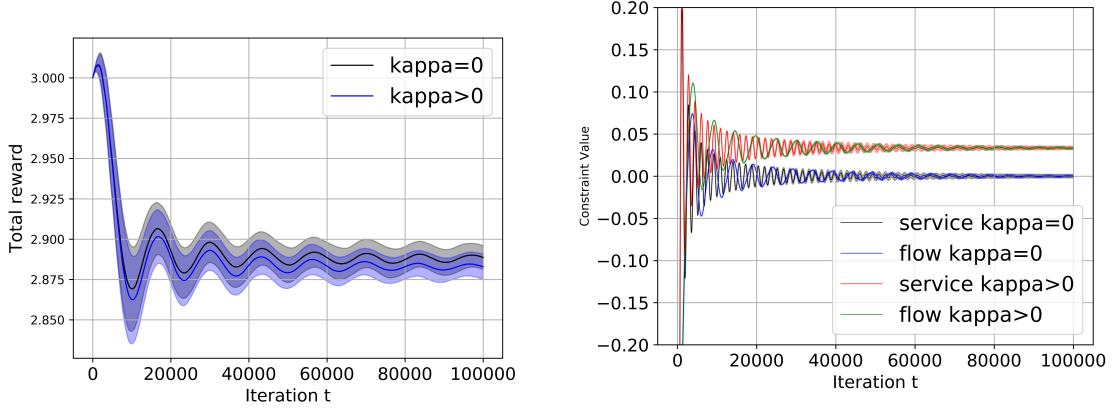 Total reward
3.000
2.975
2.950
2.925
2.900
2.875
2.850
kappa=0
kappa>0
0 20000 40000 60000 80000 100000
Iteration t
Constraint Value
0.20
0.15
0.10
0.05
0.00
−0.05
−0.10
−0.15
−0.20
service kappa=0
flow kappa=0
service kappa>0
flow kappa>0
0 20000 40000 60000 80000 100000
Iteration t